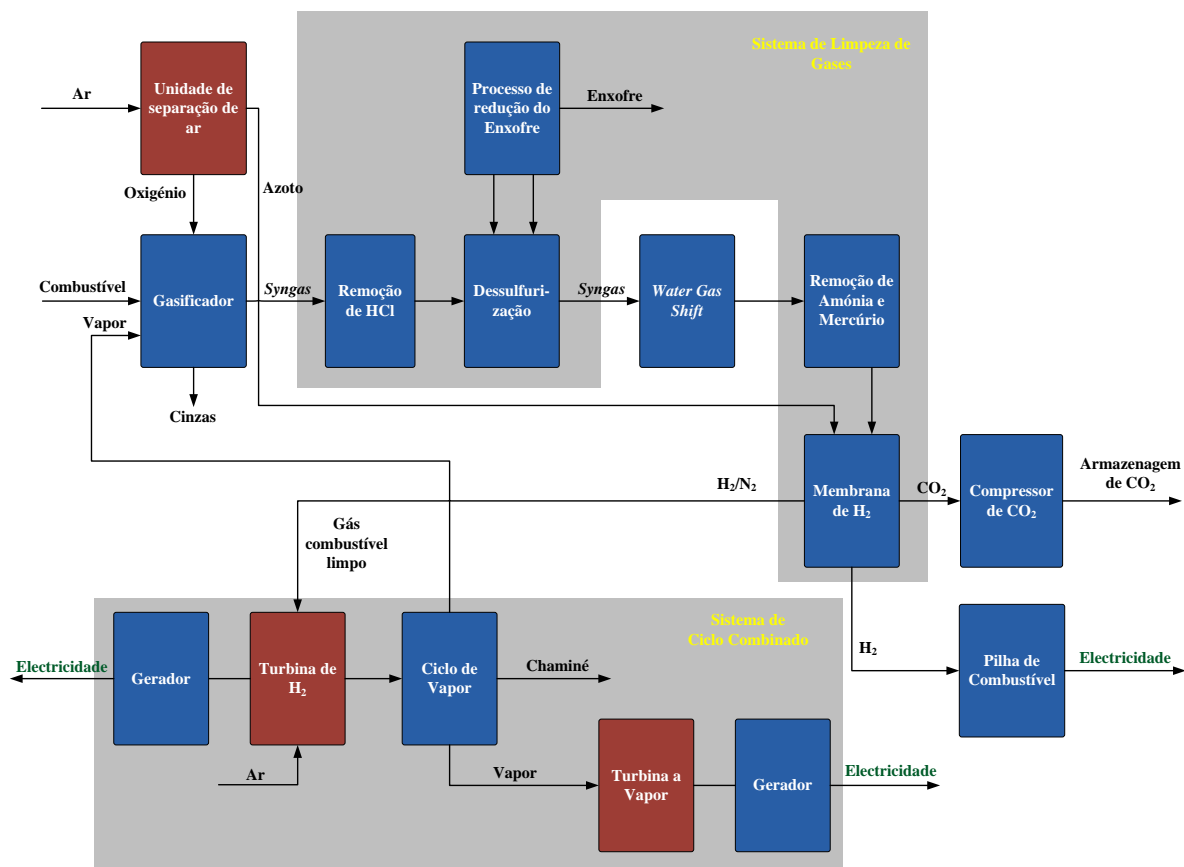 Sistema de Limpeza de
Gases
Ar
Unidade de
separação de
ar
Processo de
redução do
Enxofre
Enxofre
Oxigénio
Azoto
Combustível
Vapor
Gasificador
Syngas
Remoção
de HCl
Dessulfuri-
zação
Syngas
Water Gas
Shift
Remoção de
Amónia e
Mercúrio
Cinzas
H₂/N₂
Membrana
de H₂
CO₂
Compressor
de CO₂
Armazenagem
de CO₂
Gás
combustível
limpo
Sistema de
Ciclo Combinado
Electricidade
Gerador
Turbina de
H₂
Ciclo de
Vapor
Chaminé
H₂
Pilha de
Combustível
Electricidade
Ar
Vapor
Turbina a
Vapor
Gerador
Electricidade